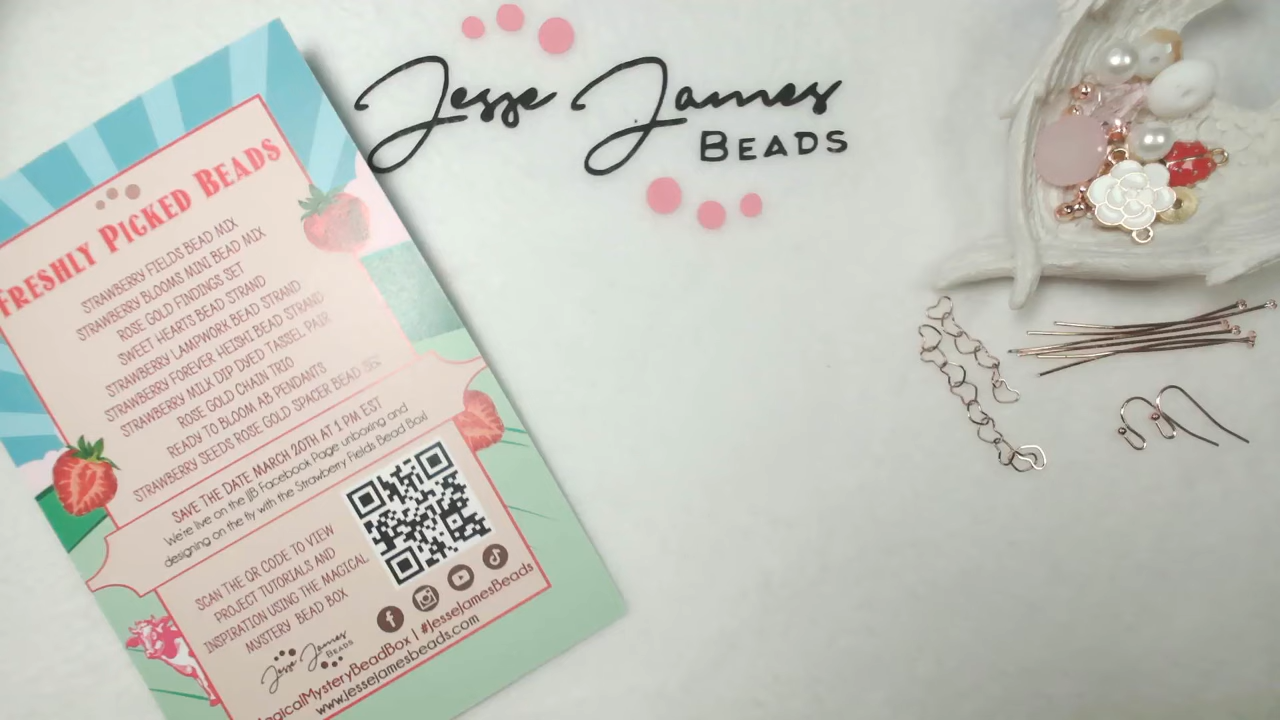 Jesse James
BEADS
FRESHLY PICKED BEADS
STRAWBERRY FIELDS BEAD MIX
STRAWBERRY BLOOMS MINI BEAD MIX
ROSE GOLD FINDINGS SET
SWEET HEARTS BEAD STRAND
STRAWBERRY LAMPWORK BEAD STRAND
STRAWBERRY FOREVER HEISHI BEAD STRAND
STRAWBERRY MILK DIP DYED TASSEL PAIR
ROSE GOLD CHAIN TRIO
READY TO BLOOM AB PENDANTS
STRAWBERRY SEEDS ROSE GOLD SPACER BEAD SET
SAVE THE DATE MARCH 20TH AT 1 PM EST
We're live on the JJB Facebook Page unboxing and
designing on the fly with the Strawberry Fields Bead Box!
SCAN THE QR CODE TO VIEW
PROJECT TUTORIALS AND
INSPIRATION USING THE MAGICAL
MYSTERY BEAD BOX
Jesse James
BEADS
agicalMysteryBeadBox | #JesseJamesBeads
www.jessejamesbeads.com